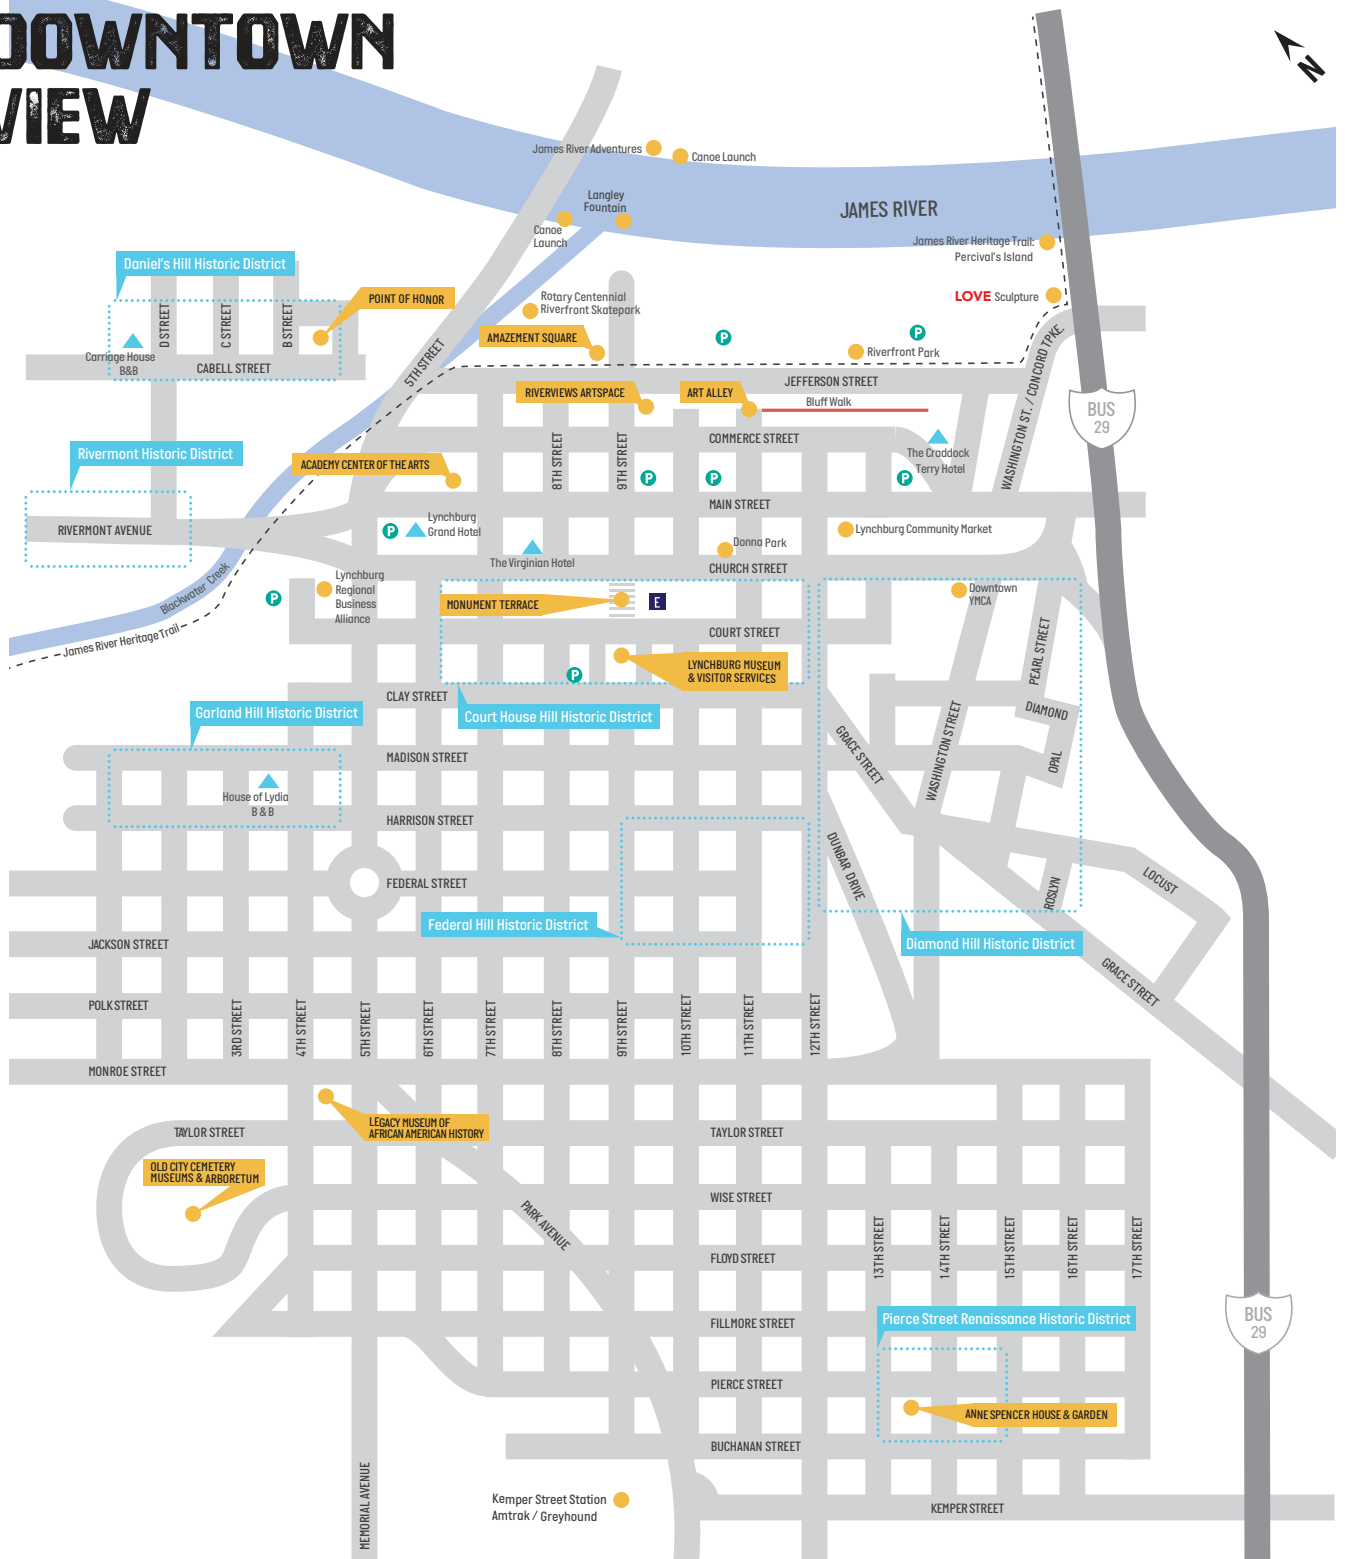 DOWNTOWN
VIEW
N
James River Adventures
Canoe Launch
Langley
Fountain
Canoe
Launch
JAMES RIVER
James River Heritage Trail:
Percival's Island
LOVE Sculpture
Daniel's Hill Historic District
POINT OF HONOR
D STREET
C STREET
B STREET
Carriage House
B&B
CABELL STREET
Rotary Centennial
Riverfront Skatepark
AMAZEMENT SQUARE
P
P
Riverfront Park
5TH STREET
JEFFERSON STREET
WASHINGTON ST. / CONCORD TPKE.
BUS
29
RIVERVIEWS ARTSPACE
ART ALLEY
Bluff Walk
COMMERCE STREET
8TH STREET
9TH STREET
The Craddock
Terry Hotel
Rivermont Historic District
ACADEMY CENTER OF THE ARTS
P
P
P
MAIN STREET
RIVERMONT AVENUE
P
Lynchburg
Grand Hotel
Lynchburg Community Market
Donna Park
The Virginian Hotel
CHURCH STREET
Blackwater Creek
James River Heritage Trail
P
Lynchburg
Regional
Business
Alliance
MONUMENT TERRACE
E
Downtown
YMCA
COURT STREET
PEARL STREET
P
LYNCHBURG MUSEUM
& VISITOR SERVICES
CLAY STREET
Garland Hill Historic District
Court House Hill Historic District
DIAMOND
OPAL
GRACE STREET
WASHINGTON STREET
MADISON STREET
House of Lydia
B & B
HARRISON STREET
DUNBAR DRIVE
FEDERAL STREET
LOCUST
ROSLYN
Federal Hill Historic District
Diamond Hill Historic District
JACKSON STREET
GRACE STREET
POLK STREET
3RD STREET
4TH STREET
5TH STREET
6TH STREET
7TH STREET
8TH STREET
9TH STREET
10TH STREET
11TH STREET
12TH STREET
MONROE STREET
LEGACY MUSEUM OF
AFRICAN AMERICAN HISTORY
TAYLOR STREET
TAYLOR STREET
OLD CITY CEMETERY
MUSEUMS & ARBORETUM
WISE STREET
PARK AVENUE
FLOYD STREET
13TH STREET
14TH STREET
15TH STREET
16TH STREET
17TH STREET
FILLMORE STREET
Pierce Street Renaissance Historic District
BUS
29
PIERCE STREET
ANNE SPENCER HOUSE & GARDEN
BUCHANAN STREET
MEMORIAL AVENUE
Kemper Street Station
Amtrak / Greyhound
KEMPER STREET